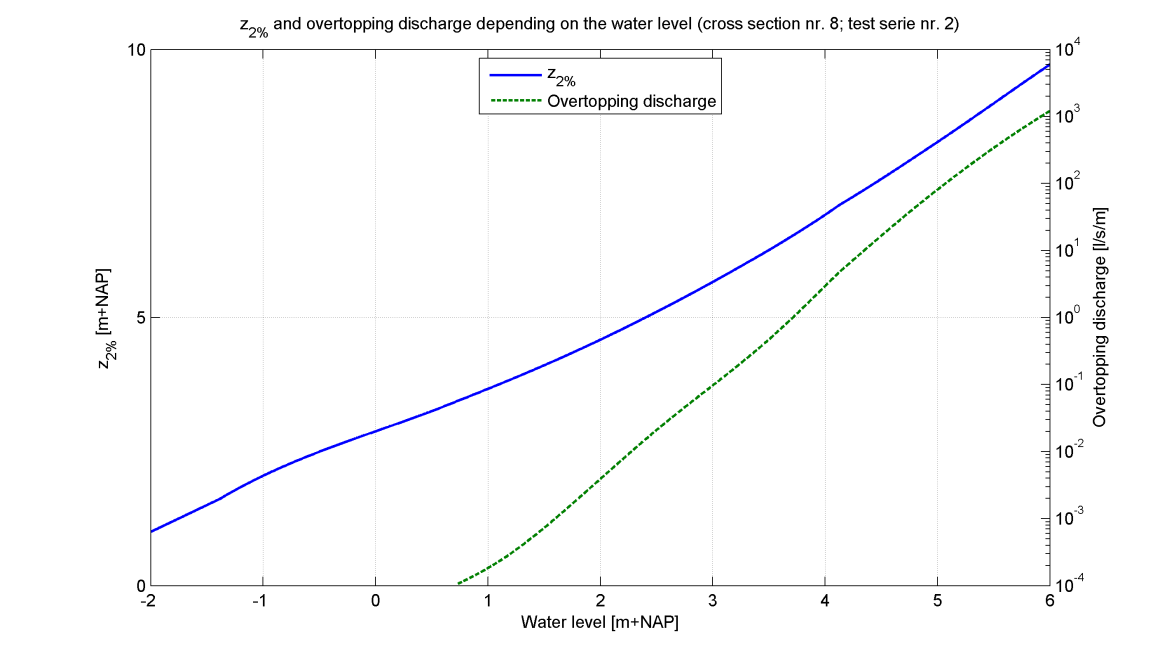 z2% and overtopping discharge depending on the water level (cross section nr. 8; test serie nr. 2)
z2%
Overtopping discharge
10
5
0
z2% [m+NAP]
-2 -1 0 1 2 3 4 5 6
Water level [m+NAP]
10^4
10^3
10^2
10^1
10^0
10^-1
10^-2
10^-3
10^-4
Overtopping discharge [l/s/m]